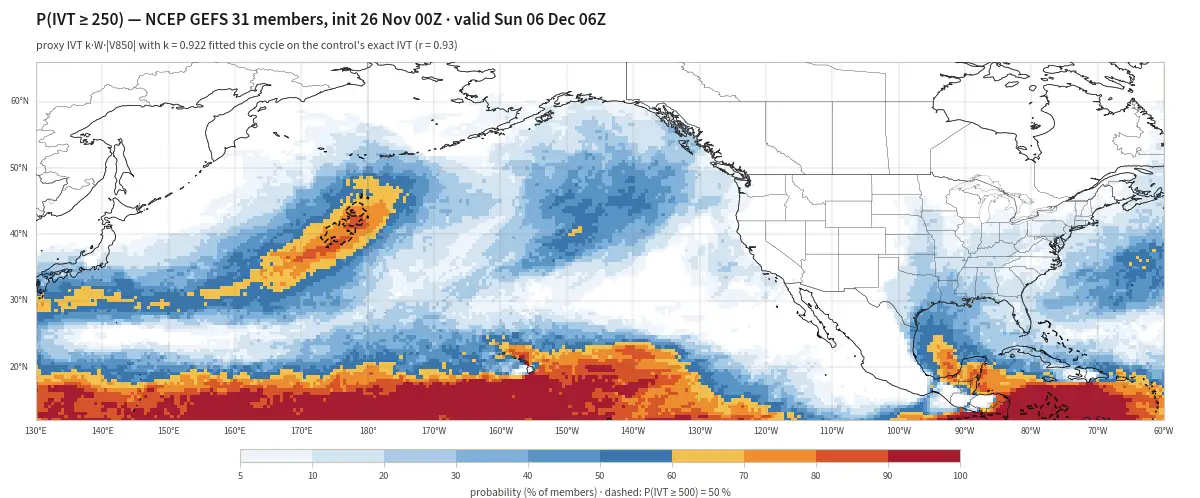 P(IVT ≥ 250) — NCEP GEFS 31 members, init 26 Nov 00Z · valid Sun 06 Dec 06Z
proxy IVT k·W·|V850| with k = 0.922 fitted this cycle on the control's exact IVT (r = 0.93)
60°N
50°N
40°N
30°N
20°N
130°E 140°E 150°E 160°E 170°E 180° 170°W 160°W 150°W 140°W 130°W 120°W 110°W 100°W 90°W 80°W 70°W 60°W
5 10 20 30 40 50 60 70 80 90 100
probability (% of members) · dashed: P(IVT ≥ 500) = 50 %